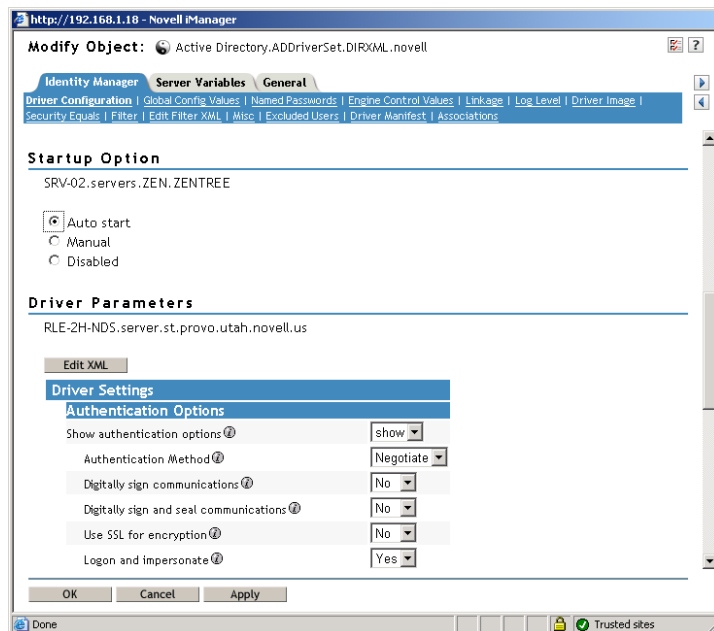 http://192.168.1.18 - Novell iManager
Modify Object: Active Directory.ADDriverSet.DIRXML.novell
?
Identity Manager Server Variables General
Driver Configuration | Global Config Values | Named Passwords | Engine Control Values | Linkage | Log Level | Driver Image |
Security Equals | Filter | Edit Filter XML | Misc | Excluded Users | Driver Manifest | Associations
Startup Option
SRV-02.servers.ZEN.ZENTREE
Auto start
Manual
Disabled
Driver Parameters
RLE-2H-NDS.server.st.provo.utah.novell.us
Edit XML
Driver Settings
Authentication Options
Show authentication options show
Authentication Method Negotiate
Digitally sign communications No
Digitally sign and seal communications No
Use SSL for encryption No
Logon and impersonate Yes
OK Cancel Apply
Done Trusted sites